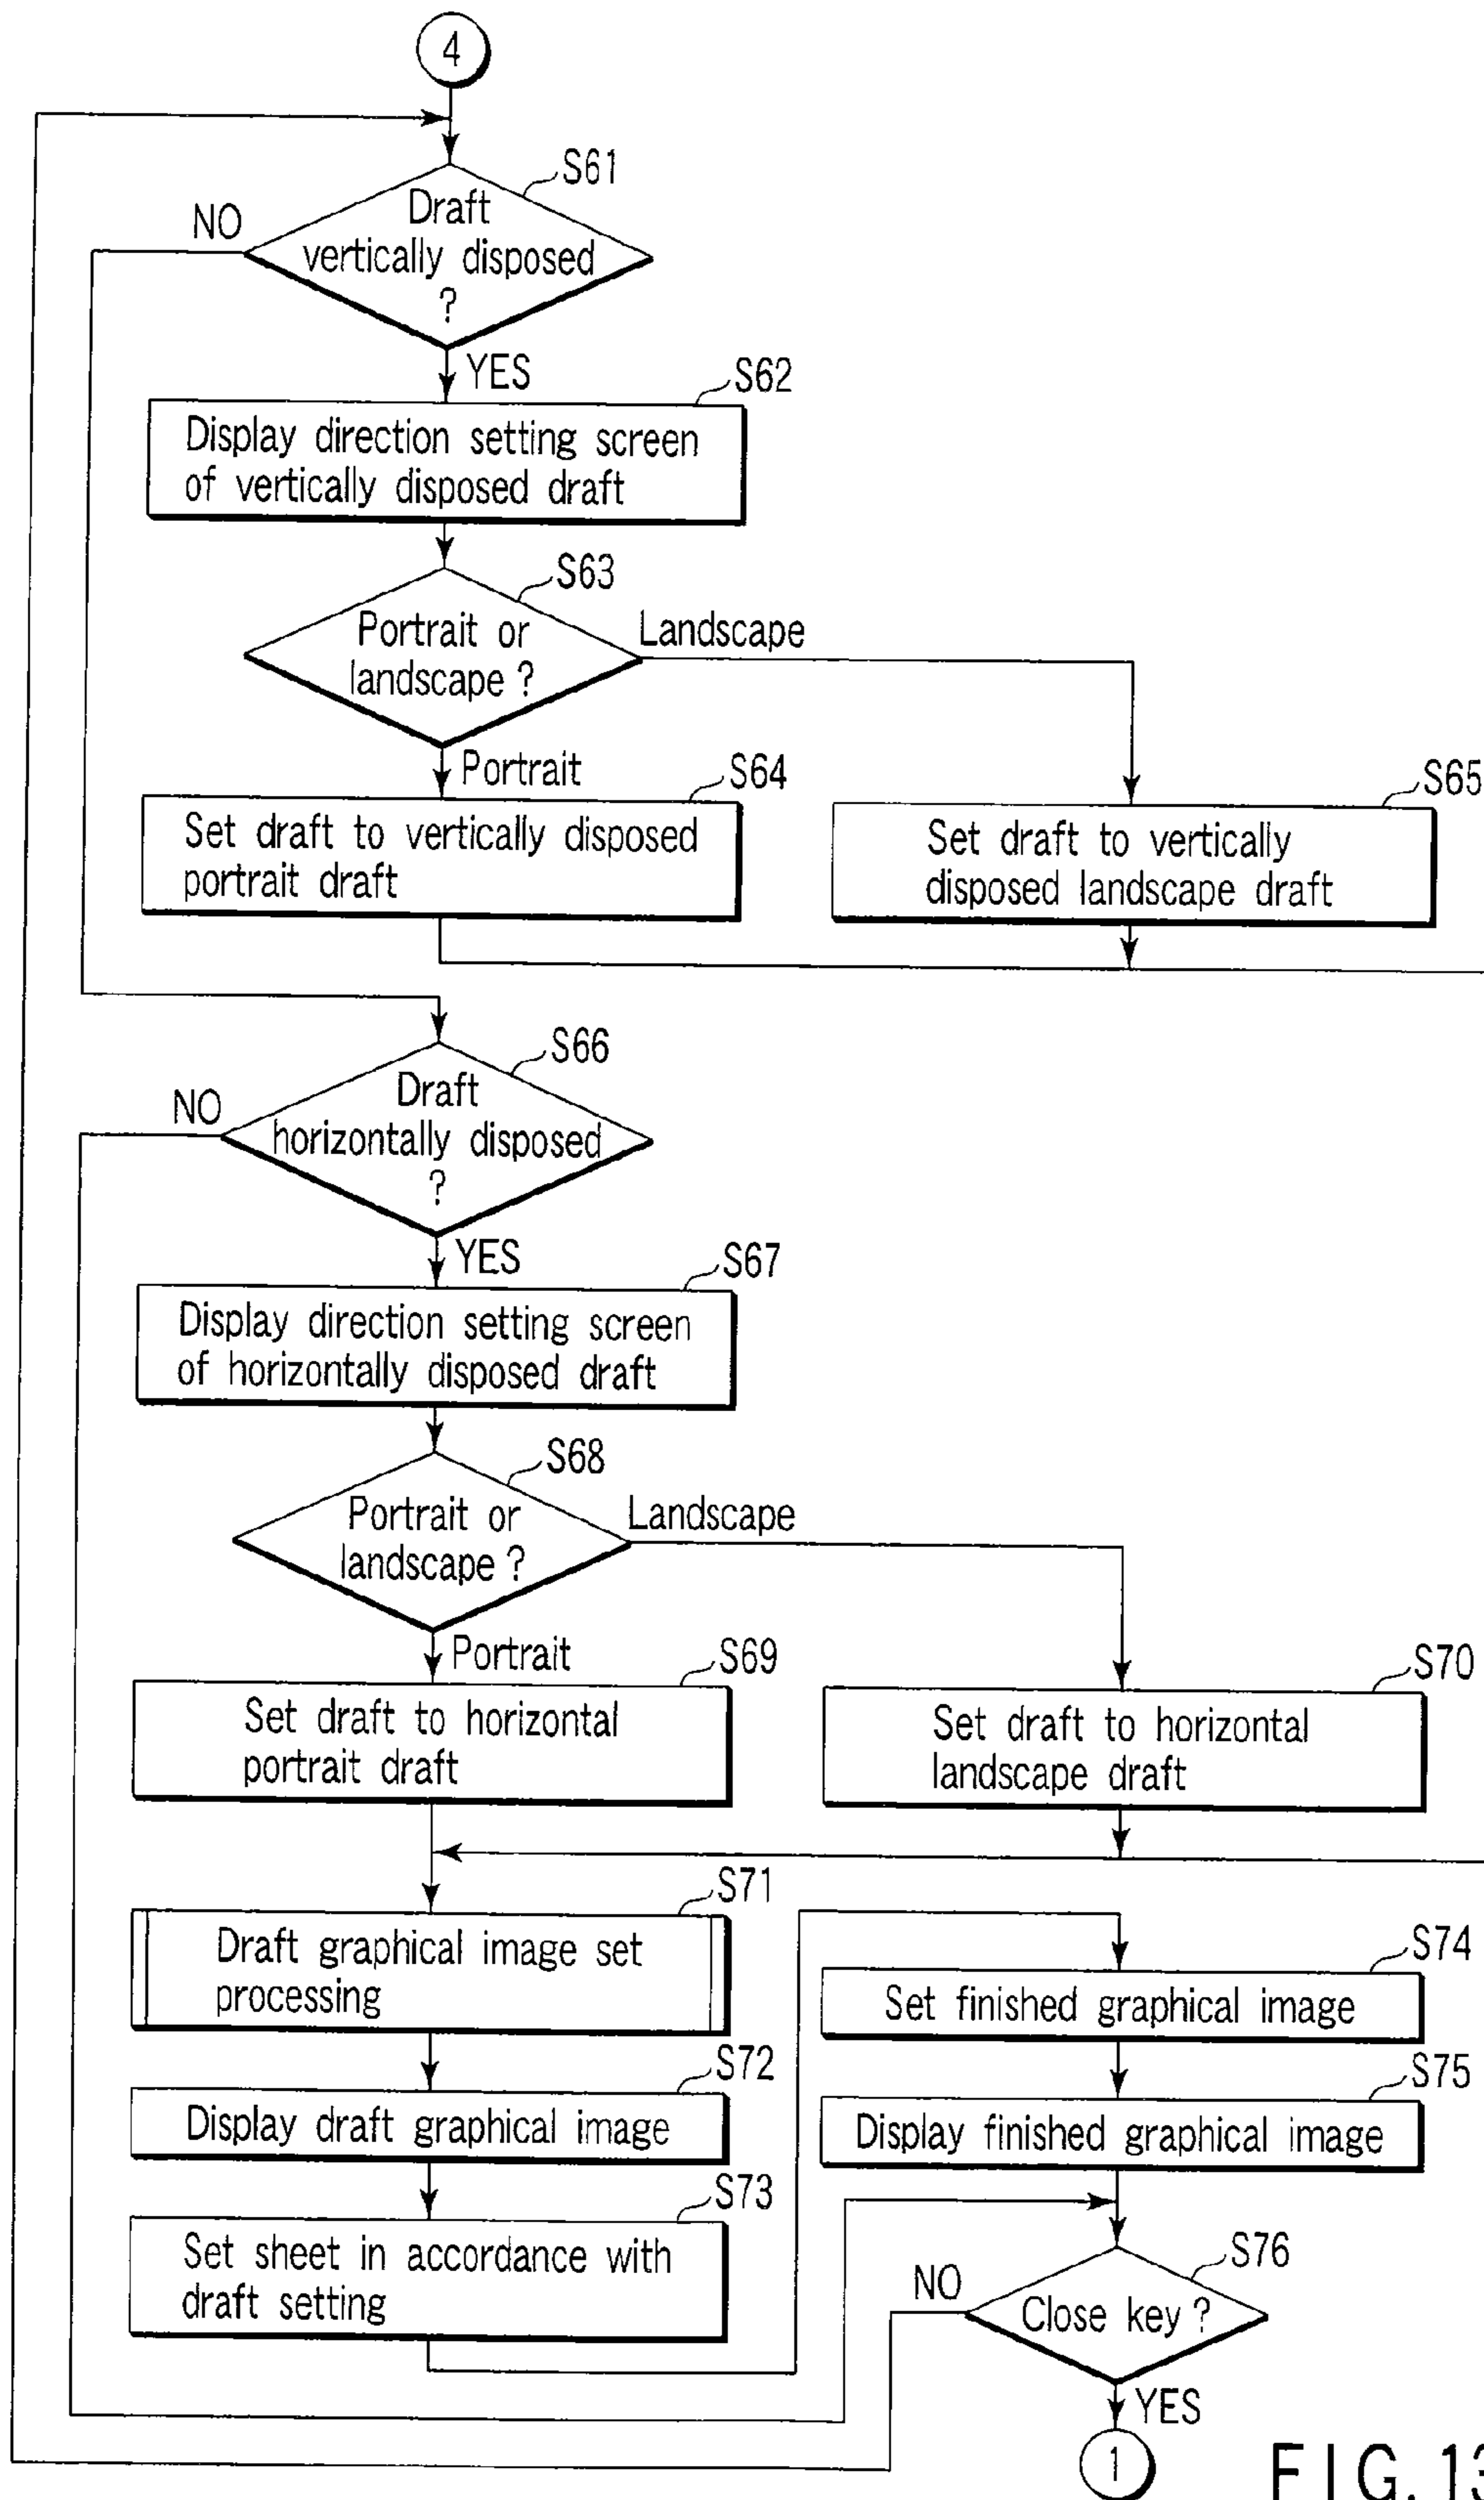 4
S61
Draft
vertically disposed
?
NO
YES
S62
Display direction setting screen
of vertically disposed draft
S63
Portrait or
landscape ?
Landscape
Portrait
S64
Set draft to vertically disposed
portrait draft
S65
Set draft to vertically
disposed landscape draft
S66
Draft
horizontally disposed
?
NO
YES
S67
Display direction setting screen
of horizontally disposed draft
S68
Portrait or
landscape ?
Landscape
Portrait
S69
Set draft to horizontal
portrait draft
S70
Set draft to horizontal
landscape draft
S71
Draft graphical image set
processing
S72
Display draft graphical image
S73
Set sheet in accordance with
draft setting
S74
Set finished graphical image
S75
Display finished graphical image
S76
Close key ?
NO
YES
1
FIG. 13